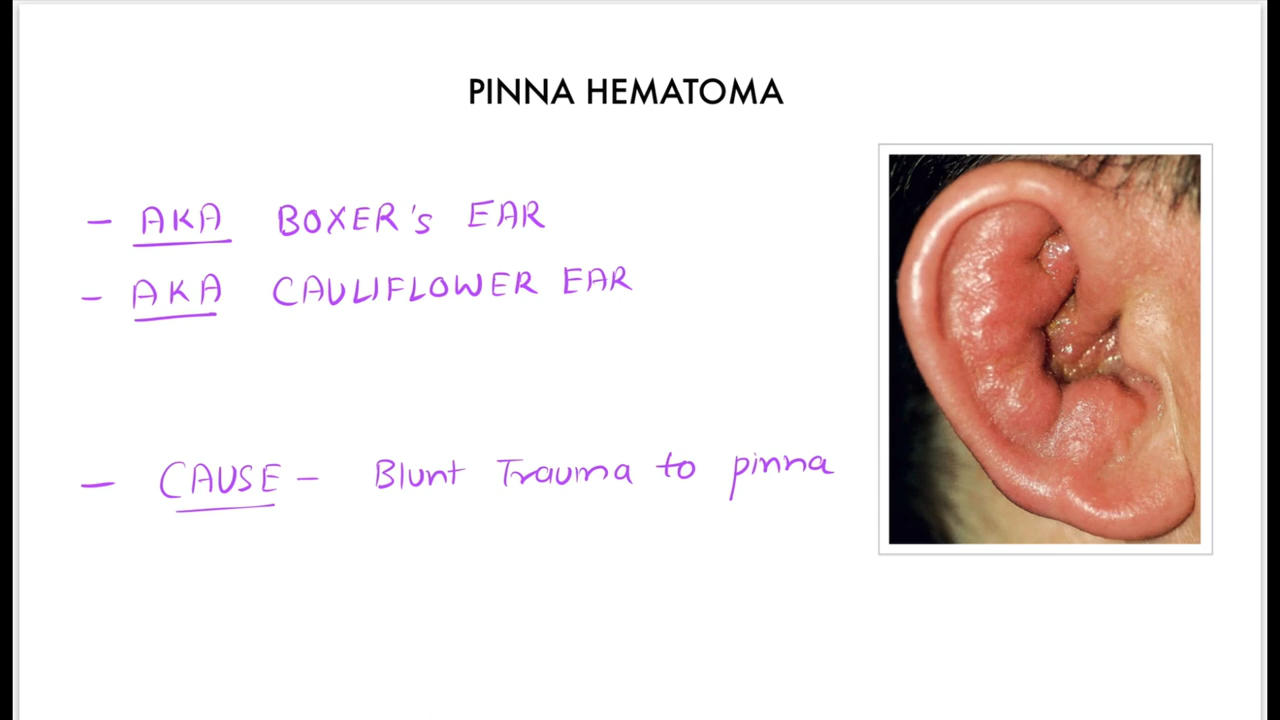 PINNA HEMATOMA
- AKA BOXER's EAR
- AKA CAULIFLOWER EAR
- CAUSE - Blunt Trauma to pinna